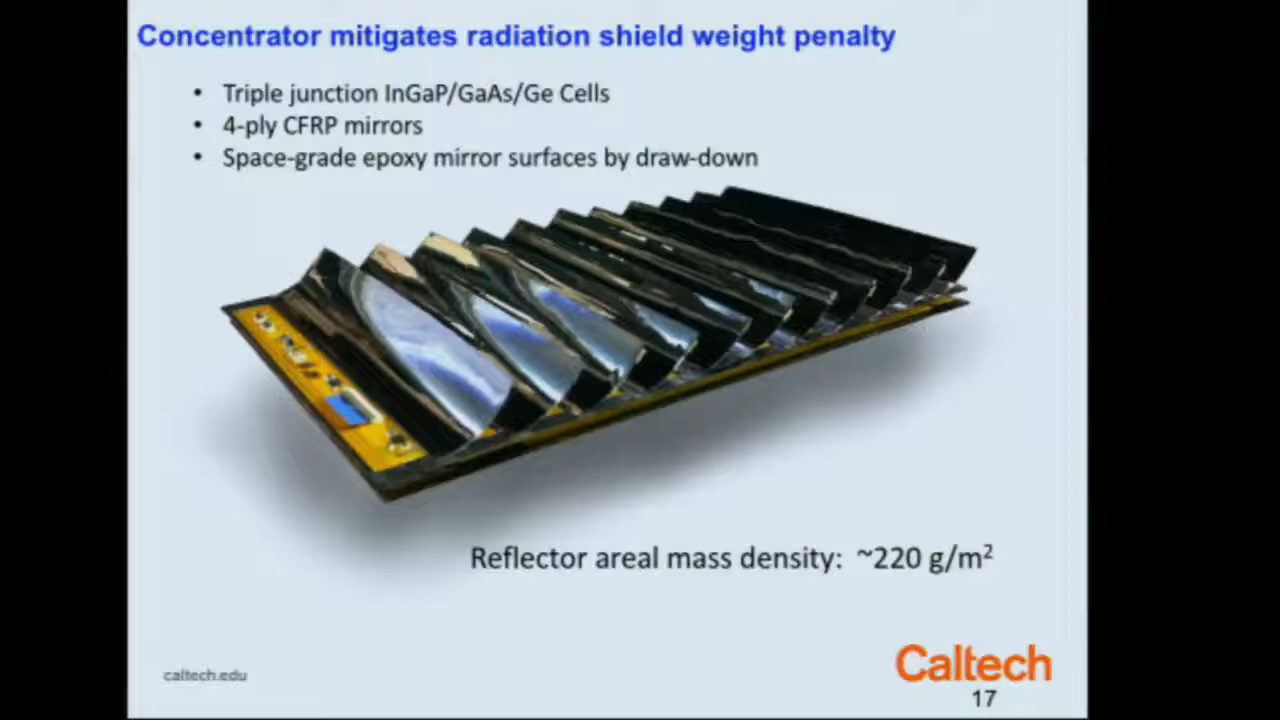 Concentrator mitigates radiation shield weight penalty
• Triple junction InGaP/GaAs/Ge Cells
• 4-ply CFRP mirrors
• Space-grade epoxy mirror surfaces by draw-down
Reflector areal mass density: ~220 g/m²
caltech.edu
Caltech
17